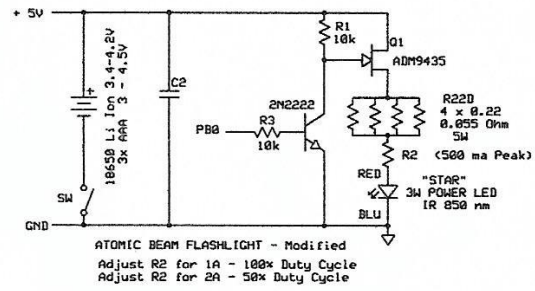 + 5V
R1
10k
Q1
ADM9435
C2
18650 Li Ion 3.4-4.2V
3x AAA 3 - 4.5V
+
2N2222
R22D
4 x 0.22
0.055 Ohm
5W
PB0
R3
10k
R2
(500 ma Peak)
SW
RED
"STAR"
3W POWER LED
IR 850 nm
BLU
GND
ATOMIC BEAM FLASHLIGHT - Modified
Adjust R2 for 1A - 100% Duty Cycle
Adjust R2 for 2A - 50% Duty Cycle